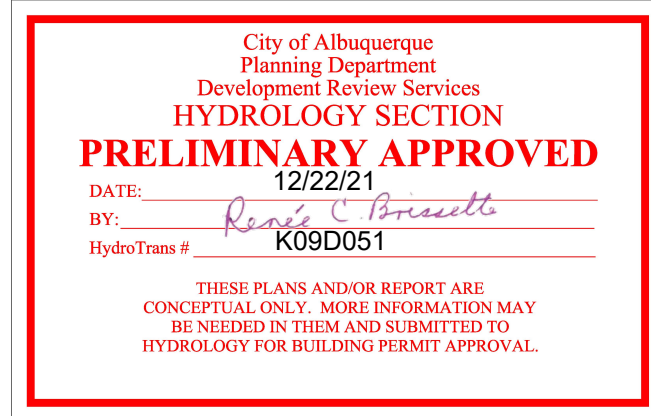 City of Albuquerque
Planning Department
Development Review Services
HYDROLOGY SECTION
PRELIMINARY APPROVED
DATE: 12/22/21
BY: Renée C. Brissette
HydroTrans # K09D051
THESE PLANS AND/OR REPORT ARE
CONCEPTUAL ONLY. MORE INFORMATION MAY
BE NEEDED IN THEM AND SUBMITTED TO
HYDROLOGY FOR BUILDING PERMIT APPROVAL.